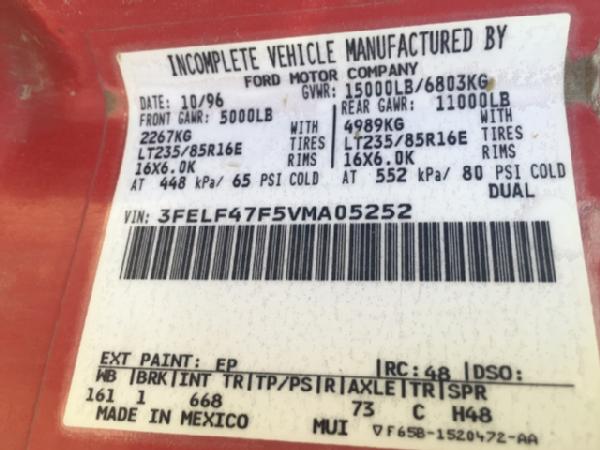 INCOMPLETE VEHICLE MANUFACTURED BY
FORD MOTOR COMPANY
DATE: 10/96 GVWR: 15000LB/6803KG
FRONT GAWR: 5000LB REAR GAWR: 11000LB
2267KG WITH 4989KG WITH
LT235/85R16E TIRES LT235/85R16E TIRES
16X6.0K RIMS 16X6.0K RIMS
AT 448 kPa/ 65 PSI COLD AT 552 kPa/ 80 PSI COLD
DUAL
VIN: 3FELF47F5VMA05252
EXT PAINT: EP RC: 48 DSO:
WB BRK INT TR TP/PS R AXLE TR SPR
161 1 668 73 C H48
MADE IN MEXICO MUI ▽F65B-1520472-AA